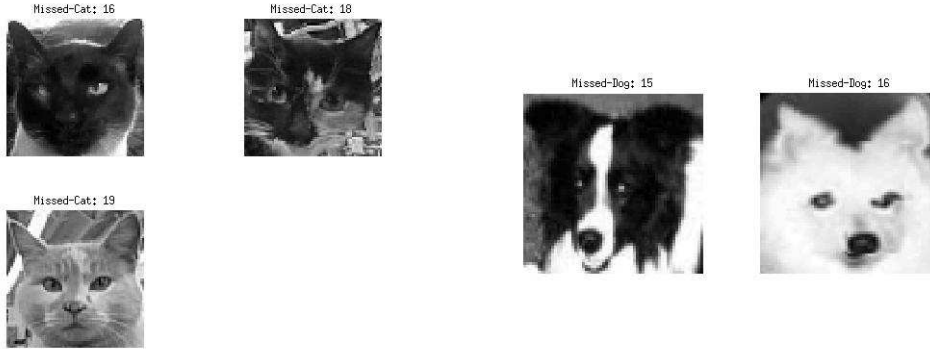 Missed-Cat: 16
Missed-Cat: 18
Missed-Dog: 15
Missed-Dog: 16
Missed-Cat: 19